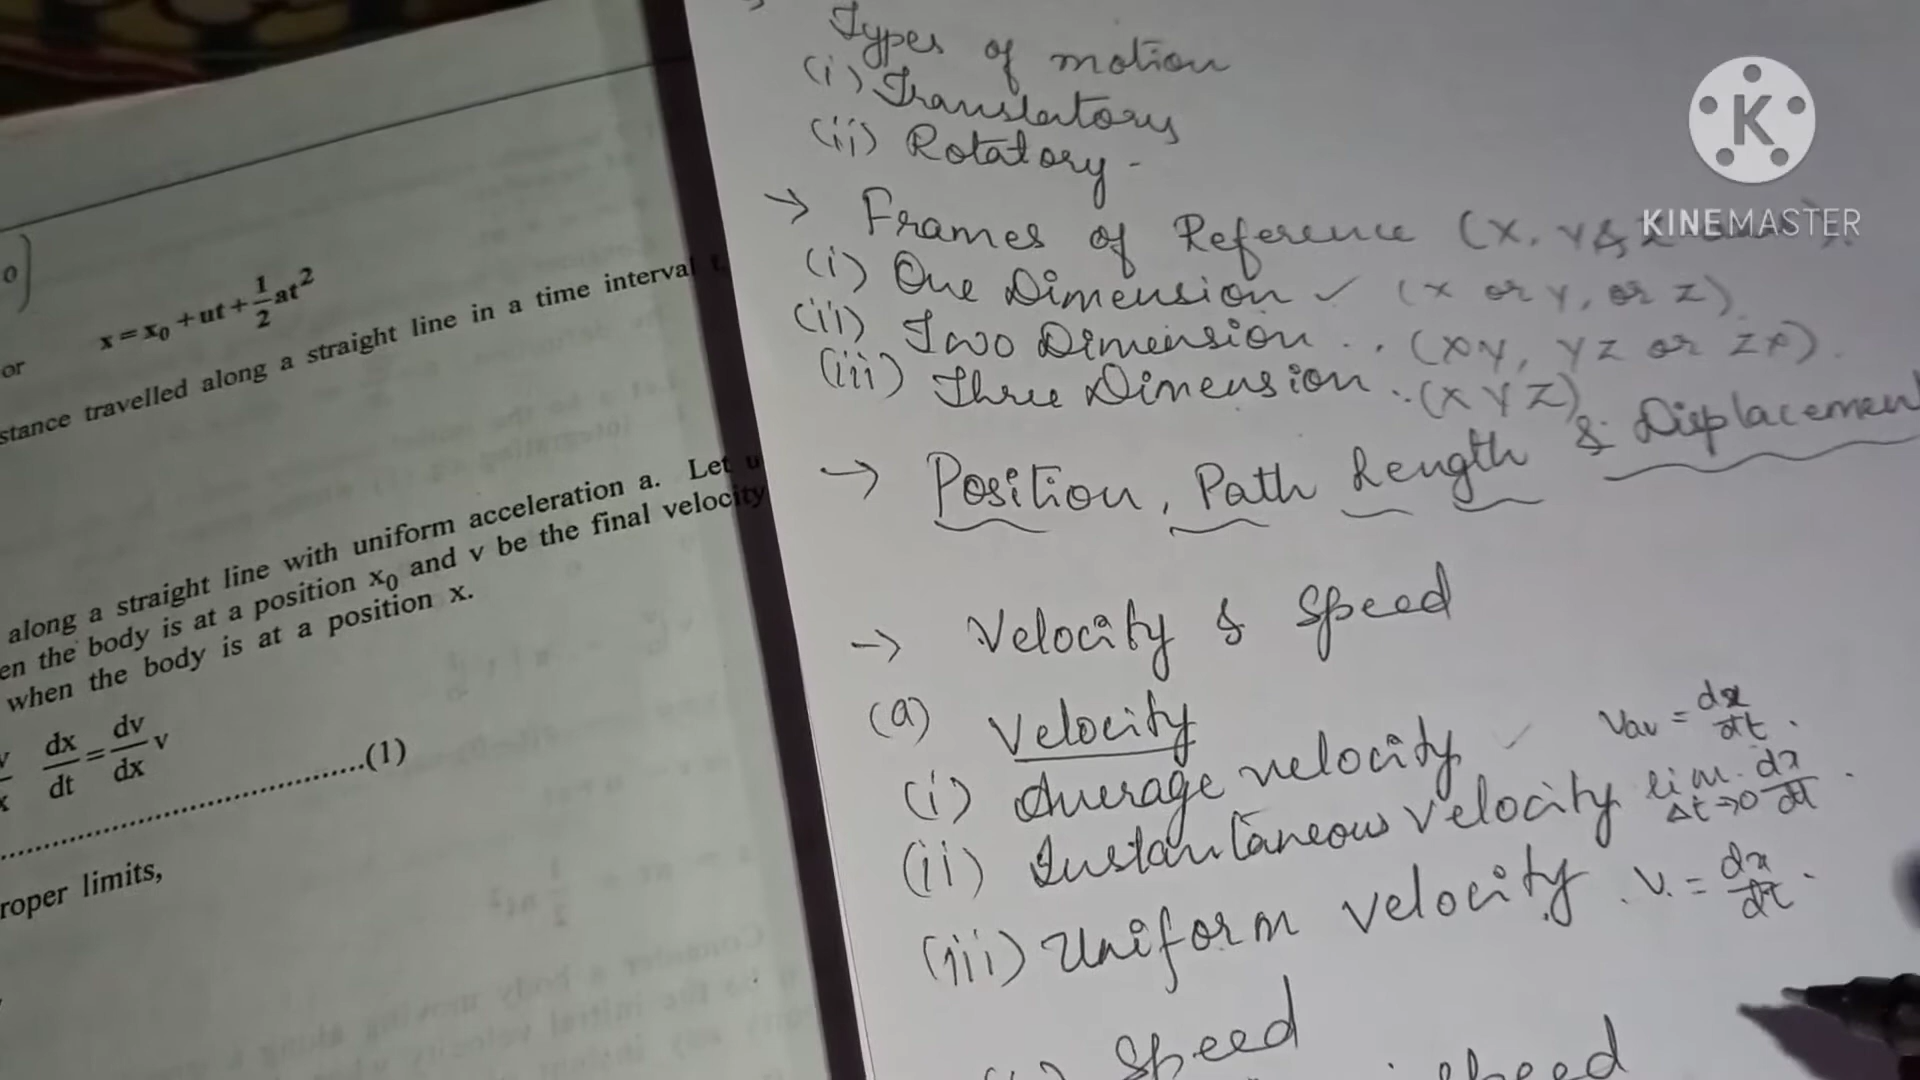 0)
or
x = x₀ + ut + 1/2 at²
stance travelled along a straight line in a time interval t.
along a straight line with uniform acceleration a. Let u
en the body is at a position x₀ and v be the final velocity
when the body is at a position x.
dx/dt = dv/dx v
..............................(1)
roper limits,
Types of motion
(i) Translatory
(ii) Rotatory -
→ Frames of Reference (X, Y &
(i) One Dimension ✓ (X or Y, or Z)
(ii) Two Dimension .. (XY, YZ or ZX).
(iii) Three Dimension .. (XYZ)
→ Position, Path Length & Displacement
→ Velocity & Speed
(a) Velocity
(i) Average velocity ✓ Vav = dx/dt.
(ii) Instantaneous velocity lim. Δt→0 dx/dt.
(iii) Uniform velocity. V. = dx/dt.
Speed
speed
K
KINEMASTER